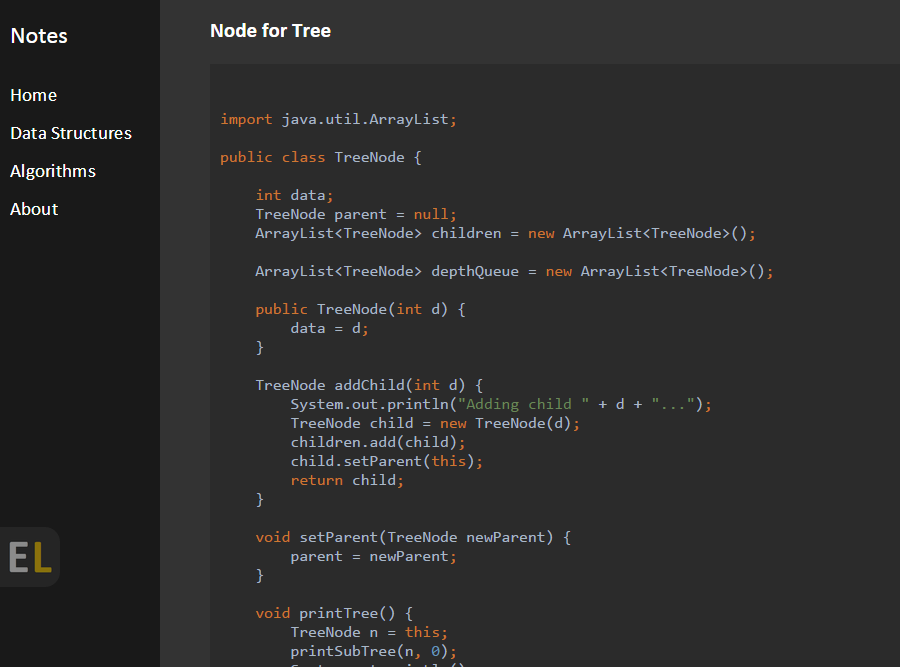 Notes
Home
Data Structures
Algorithms
About
EL
Node for Tree
import java.util.ArrayList;
public class TreeNode {
int data;
TreeNode parent = null;
ArrayList<TreeNode> children = new ArrayList<TreeNode>();
ArrayList<TreeNode> depthQueue = new ArrayList<TreeNode>();
public TreeNode(int d) {
data = d;
}
TreeNode addChild(int d) {
System.out.println("Adding child " + d + "...");
TreeNode child = new TreeNode(d);
children.add(child);
child.setParent(this);
return child;
}
void setParent(TreeNode newParent) {
parent = newParent;
}
void printTree() {
TreeNode n = this;
printSubTree(n, 0);